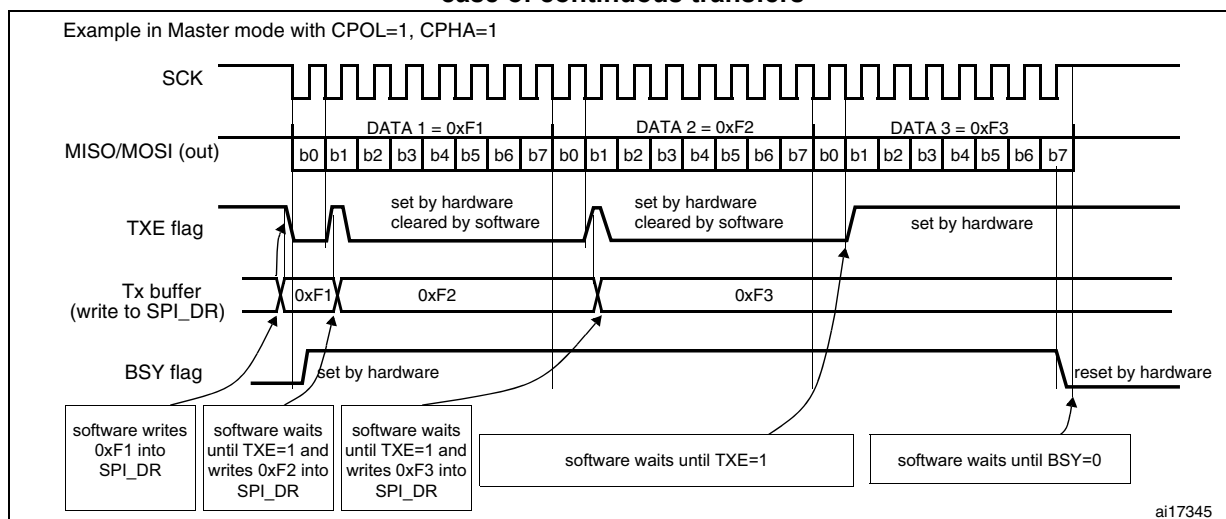 case of continuous transfers
Example in Master mode with CPOL=1, CPHA=1
SCK
DATA 1 = 0xF1 DATA 2 = 0xF2 DATA 3 = 0xF3
MISO/MOSI (out) b0 b1 b2 b3 b4 b5 b6 b7 b0 b1 b2 b3 b4 b5 b6 b7 b0 b1 b2 b3 b4 b5 b6 b7
set by hardware set by hardware
cleared by software cleared by software
TXE flag set by hardware
Tx buffer 0xF1 0xF2 0xF3
(write to SPI_DR)
BSY flag set by hardware reset by hardware
software writes
0xF1 into
SPI_DR
software waits
until TXE=1 and
writes 0xF2 into
SPI_DR
software waits
until TXE=1 and
writes 0xF3 into
SPI_DR
software waits until TXE=1
software waits until BSY=0
ai17345